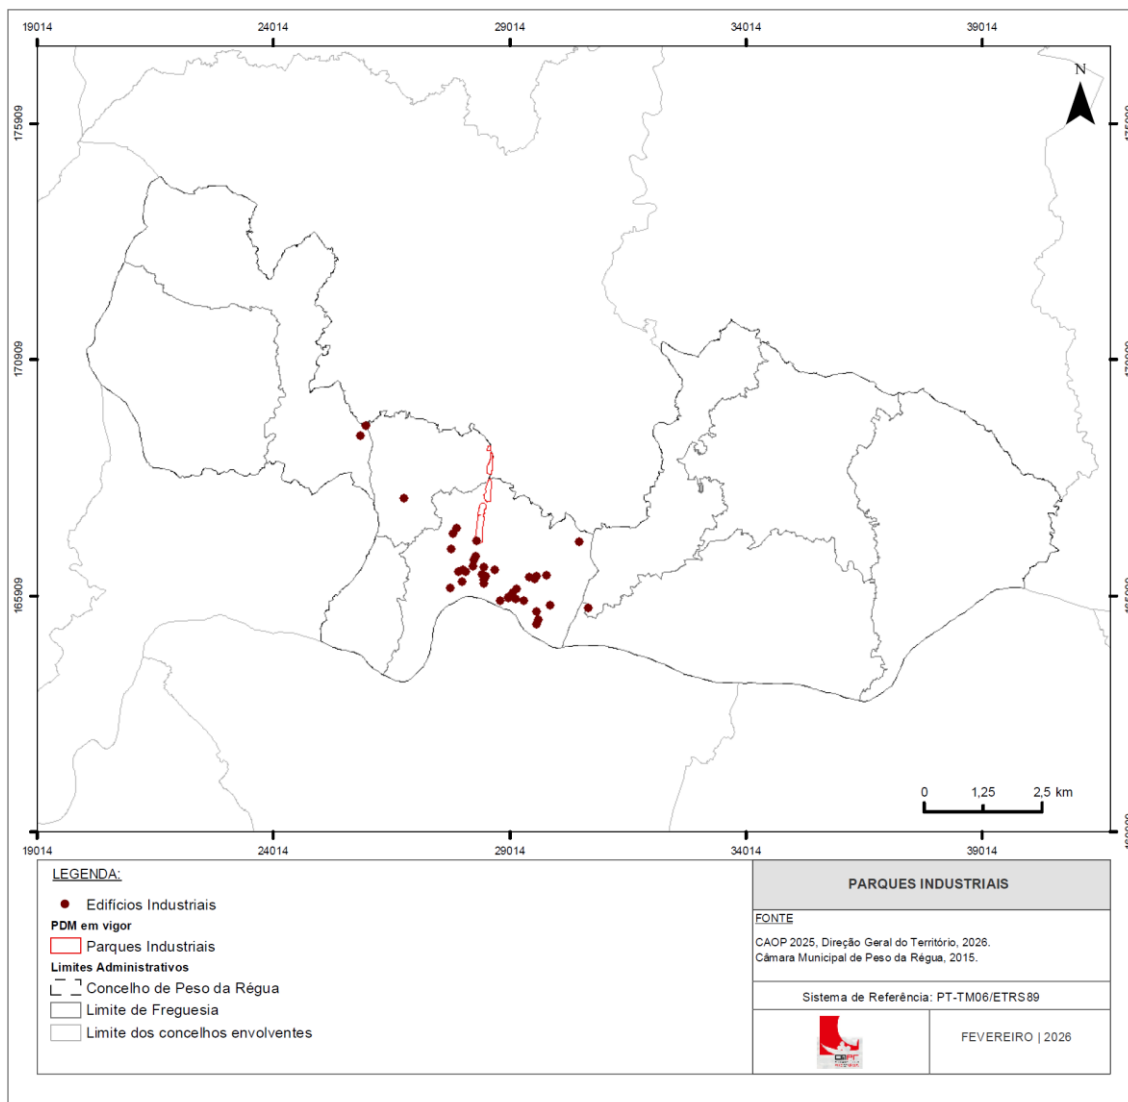 19014 24014 29014 34014 39014
N
175909 175909
170909 170909
165909 165909
0 1,25 2,5 km
19014 24014 29014 34014 39014
LEGENDA:
Edifícios Industriais
PDM em vigor
Parques Industriais
Limites Administrativos
Concelho de Peso da Régua
Limite de Freguesia
Limite dos concelhos envolventes
PARQUES INDUSTRIAIS
FONTE
CAOP 2025, Direção Geral do Território, 2026.
Câmara Municipal de Peso da Régua, 2015.
Sistema de Referência: PT-TM06/ETRS89
FEVEREIRO | 2026